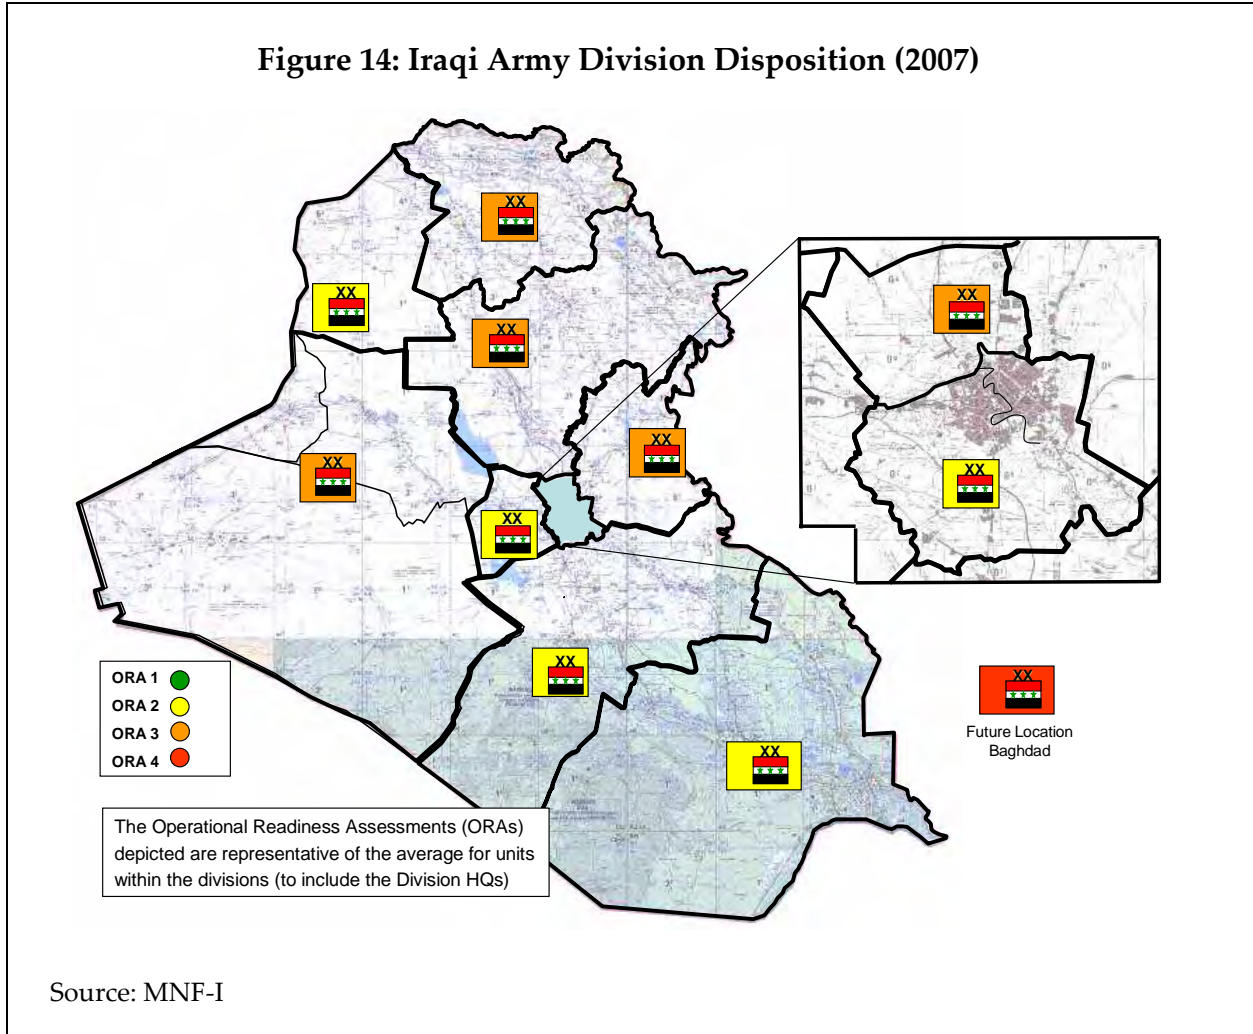 Figure 14: Iraqi Army Division Disposition (2007)
XX
XX
XX
XX
XX
XX
XX
XX
XX
XX
XX
ORA 1
ORA 2
ORA 3
ORA 4
Future Location
Baghdad
The Operational Readiness Assessments (ORAs)
depicted are representative of the average for units
within the divisions (to include the Division HQs)
Source: MNF-I